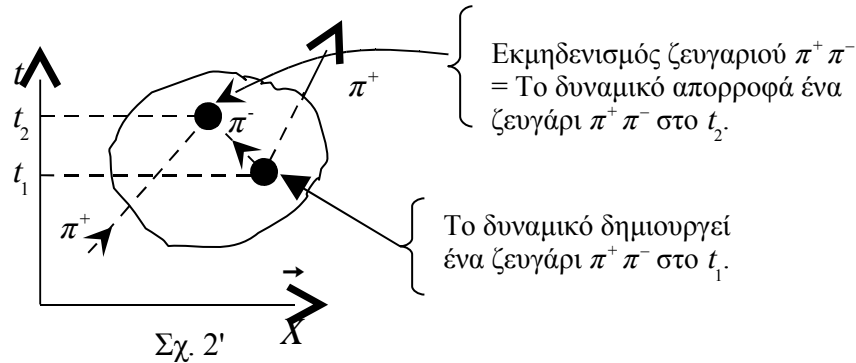 Εκμηδενισμός ζευγαριού π⁺ π⁻
= Το δυναμικό απορροφά ένα
ζευγάρι π⁺ π⁻ στο t₂.
t
π⁺
t₂
π⁻
t₁
π⁺
Το δυναμικό δημιουργεί
ένα ζευγάρι π⁺ π⁻ στο t₁.
X
Σχ. 2'